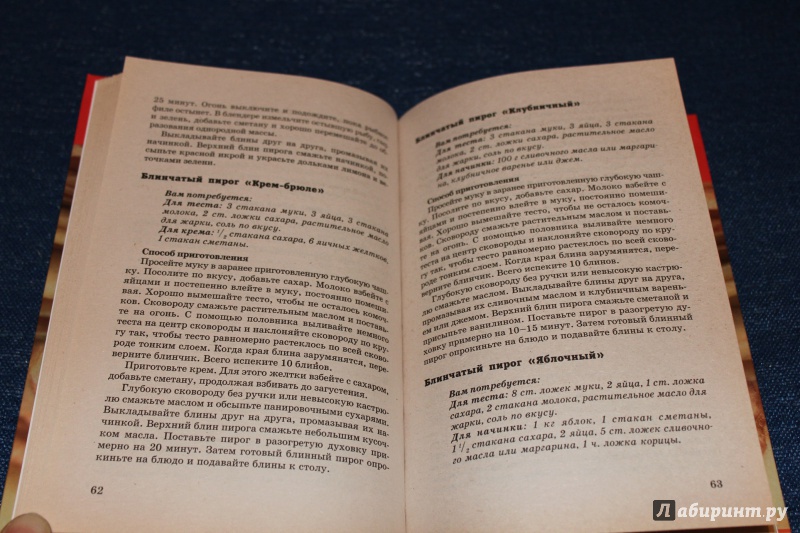 25 минут. Огонь выключите и подождите, пока рыбное
филе остынет. В блендере измельчите остывшую рыбу, сыр
и зелень, добавьте сметану и хорошо перемешайте до об-
разования однородной массы.
Выкладывайте блины друг на друга, промазывая их
начинкой. Верхний блин пирога смажьте начинкой, по-
сыпьте красной икрой и украсьте дольками лимона и ве-
точками зелени.
Блинчатый пирог «Крем-брюле»
Вам потребуется:
Для теста: 3 стакана муки, 3 яйца, 3 стакана
молока, 2 ст. ложки сахара, растительное масло
для жарки, соль по вкусу.
Для крема: 1/2 стакана сахара, 6 яичных желтков,
1 стакан сметаны.
Способ приготовления
Просейте муку в заранее приготовленную глубокую чаш-
ку. Посолите по вкусу, добавьте сахар. Молоко взбейте с
яйцами и постепенно влейте в муку, постоянно помеши-
вая. Хорошо вымешайте тесто, чтобы не осталось комоч-
ков. Сковороду смажьте растительным маслом и поставь-
те на огонь. С помощью половника выливайте немного
теста на центр сковороды и наклоняйте сковороду по кру-
гу так, чтобы тесто равномерно растеклось по всей сково-
роде тонким слоем. Когда края блина зарумянятся, пере-
верните блинчик. Всего испеките 10 блинов.
Приготовьте крем. Для этого желтки взбейте с сахаром,
добавьте сметану, продолжая взбивать до загустения.
Глубокую сковороду без ручки или невысокую кастрю-
лю смажьте маслом и обсыпьте панировочными сухарями.
Выкладывайте блины друг на друга, промазывая их на-
чинкой. Верхний блин пирога смажьте небольшим кусоч-
ком масла. Поставьте пирог в разогретую духовку при-
мерно на 20 минут. Затем готовый блинный пирог опро-
киньте на блюдо и подавайте блины к столу.
62
Блинчатый пирог «Клубничный»
Вам потребуется:
Для теста: 3 стакана муки, 3 яйца, 3 стакана
молока, 2 ст. ложки сахара, растительное масло
для жарки, соль по вкусу.
Для начинки: 100 г сливочного масла или маргари-
на, клубничное варенье или джем.
Способ приготовления
Просейте муку в заранее приготовленную глубокую чаш-
ку. Посолите по вкусу, добавьте сахар. Молоко взбейте с
яйцами и постепенно влейте в муку, постоянно помеши-
вая. Хорошо вымешайте тесто, чтобы не осталось комоч-
ков. Сковороду смажьте растительным маслом и поставь-
те на огонь. С помощью половника выливайте немного
теста на центр сковороды и наклоняйте сковороду по кру-
гу так, чтобы тесто равномерно растеклось по всей сково-
роде тонким слоем. Когда края блина зарумянятся, пере-
верните блинчик. Всего испеките 10 блинов.
Глубокую сковороду без ручки или невысокую кастрю-
лю смажьте маслом. Выкладывайте блины друг на друга,
промазывая их сливочным маслом и клубничным варень-
ем или джемом. Верхний блин пирога смажьте сметаной и
присыпьте ванилином. Поставьте пирог в разогретую ду-
ховку примерно на 10—15 минут. Затем готовый блинный
пирог опрокиньте на блюдо и подавайте блины к столу.
Блинчатый пирог «Яблочный»
Вам потребуется:
Для теста: 8 ст. ложек муки, 2 яйца, 1 ст. ложка
сахара, 2 стакана молока, растительное масло для
жарки, соль по вкусу.
Для начинки: 1 кг яблок, 1 стакан сметаны,
1 1/2 стакана сахара, 2 яйца, 5 ст. ложек сливочно-
го масла или маргарина, 1 ч. ложка корицы.
63
Лабиринт.ру